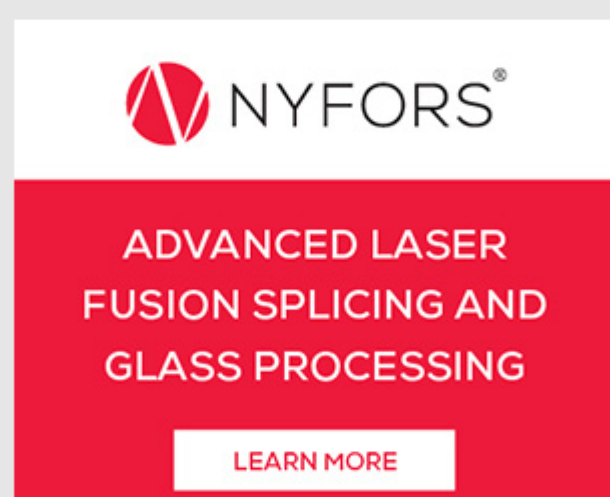 NYFORS®
ADVANCED LASER
FUSION SPLICING AND
GLASS PROCESSING
LEARN MORE